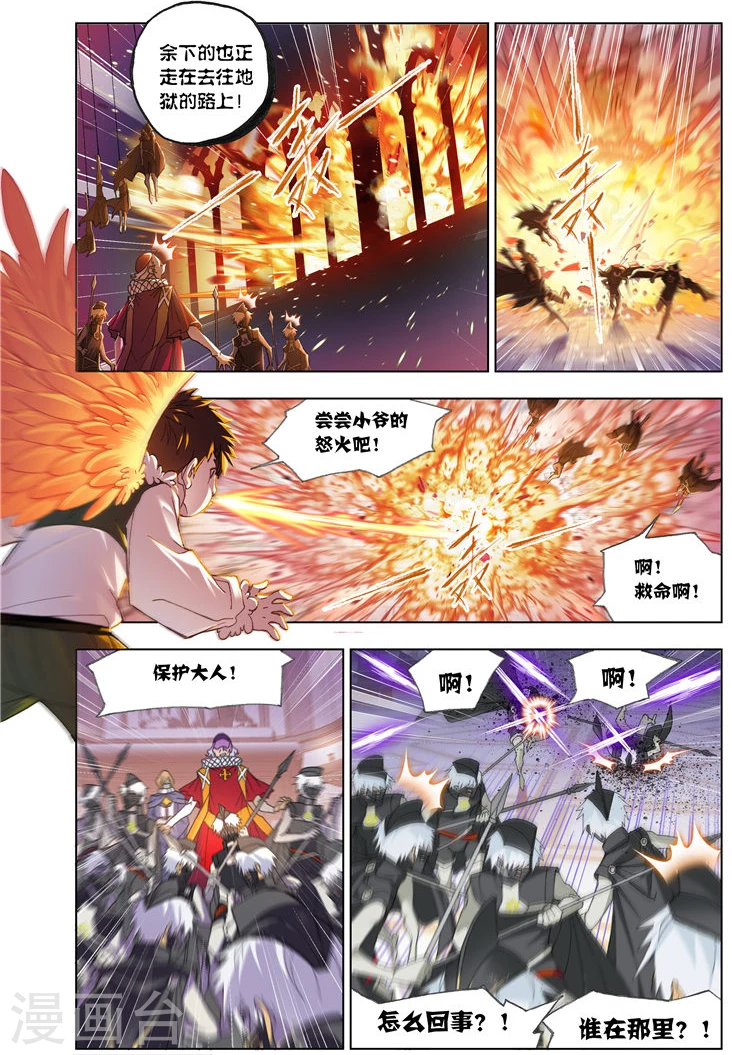 余下的也正
走在去往地
狱的路上！
轰
轰
尝尝小爷的
怒火吧！
轰
啊！
救命啊！
保护大人！
啊！
啊！
怎么回事？！
谁在那里？！
漫画台